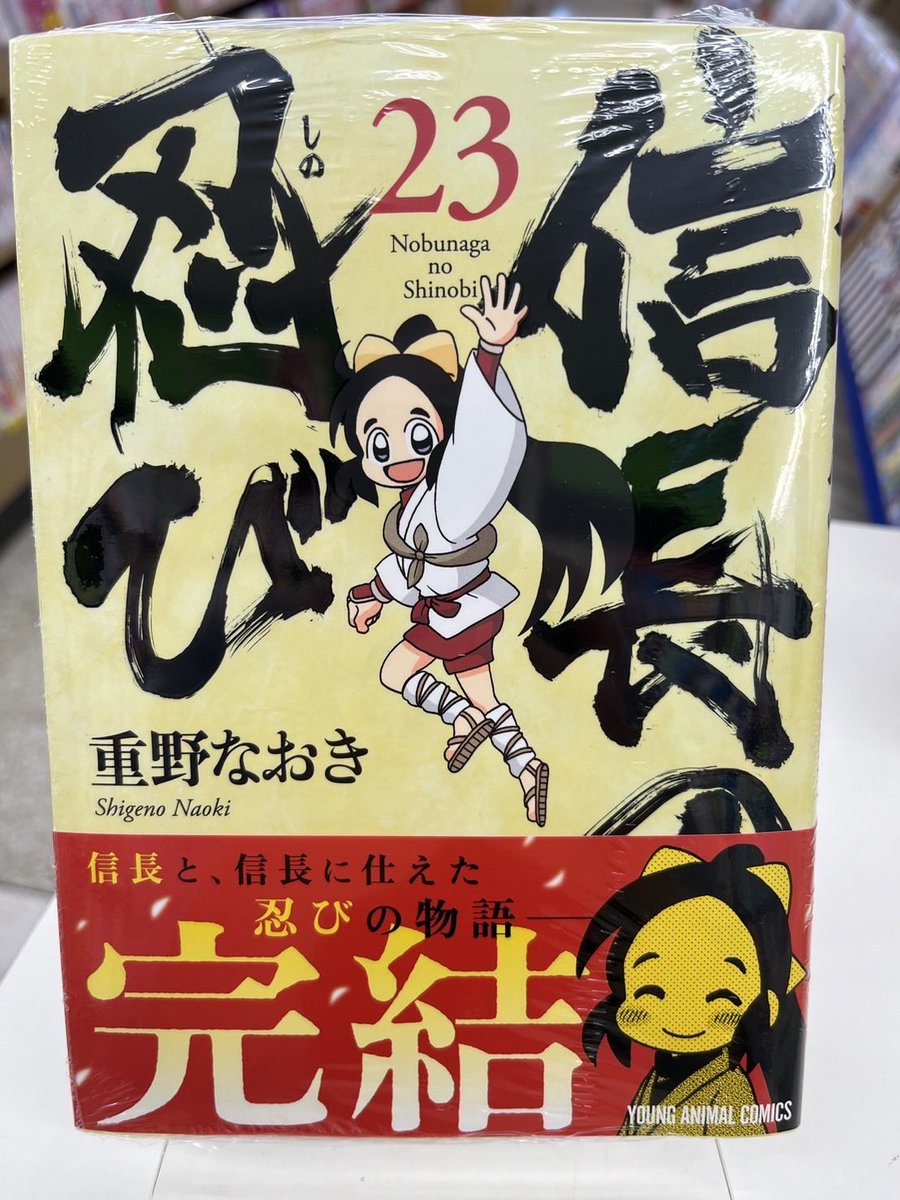 信長の
忍び
しの
23
Nobunaga
no
Shinobi
重野なおき
Shigeno Naoki
信長と、信長に仕えた
忍びの物語──
完結
YOUNG ANIMAL COMICS